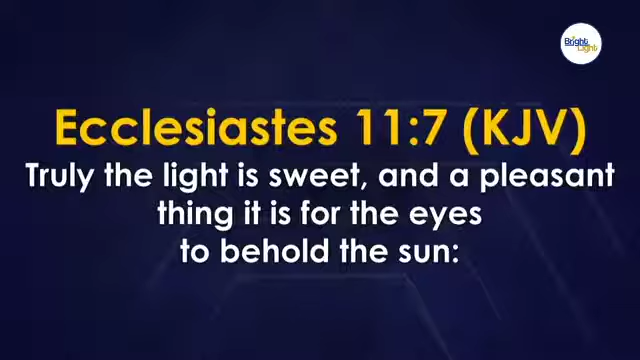 Bright
Light
Ecclesiastes 11:7 (KJV)
Truly the light is sweet, and a pleasant
thing it is for the eyes
to behold the sun: